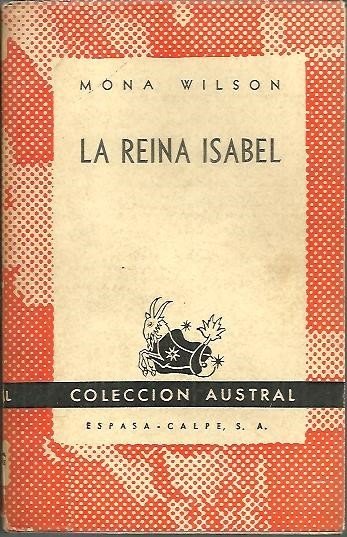 MONA WILSON
LA REINA ISABEL
COLECCION AUSTRAL
ESPASA - CALPE, S. A.